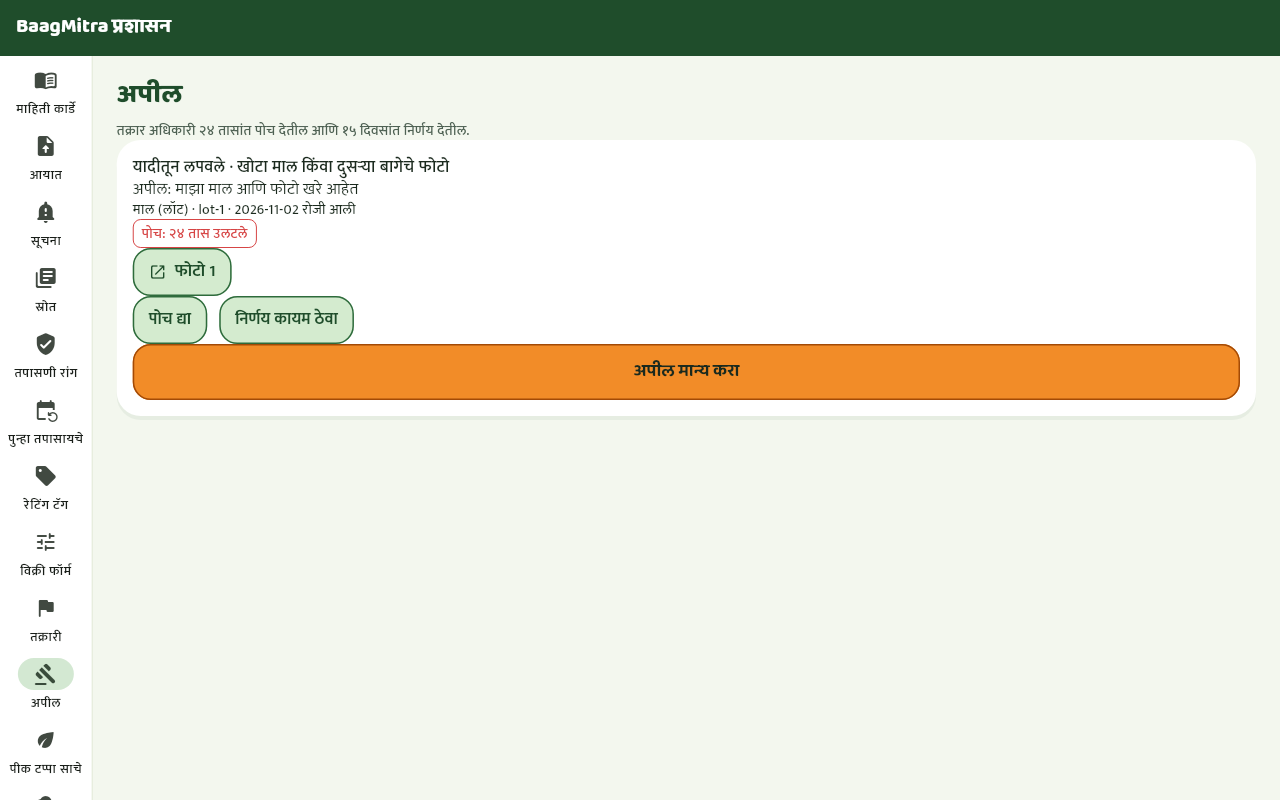 BaagMitra प्रशासन
माहिती कार्डे
आयात
सूचना
स्रोत
तपासणी रांग
पुन्हा तपासायचे
रेटिंग टॅग
विक्री फॉर्म
तक्रारी
अपील
पीक टप्पा साचे
अपील
तक्रार अधिकारी २४ तासांत पोच देतील आणि १५ दिवसांत निर्णय देतील.
यादीतून लपवले · खोटा माल किंवा दुसऱ्या बागेचे फोटो
अपील: माझा माल आणि फोटो खरे आहेत
माल (लॉट) · lot-1 · 2026-11-02 रोजी आली
पोच: २४ तास उलटले
फोटो 1
पोच द्या
निर्णय कायम ठेवा
अपील मान्य करा